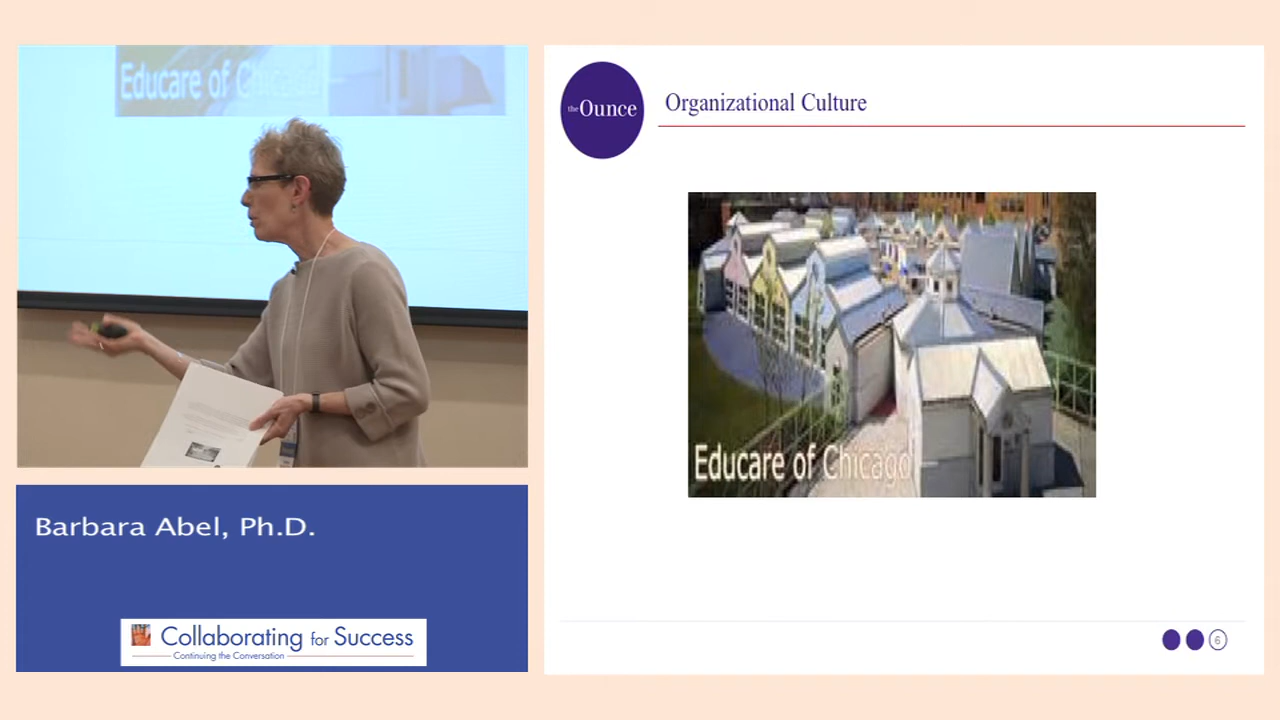 Educare of Chicago
Barbara Abel, Ph.D.
Collaborating for Success
Continuing the Conversation
the Ounce
Organizational Culture
Educare of Chicago
6